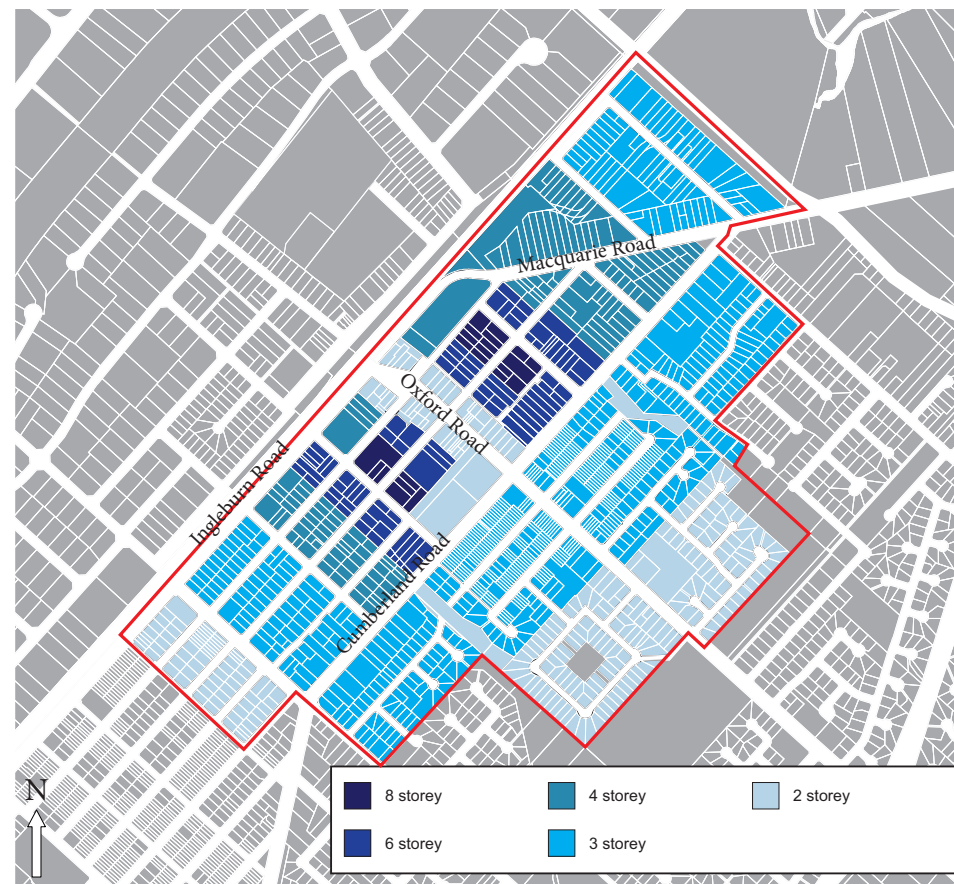 Macquarie Road
Oxford Road
Ingleburn Road
Cumberland Road
N
8 storey
4 storey
2 storey
6 storey
3 storey